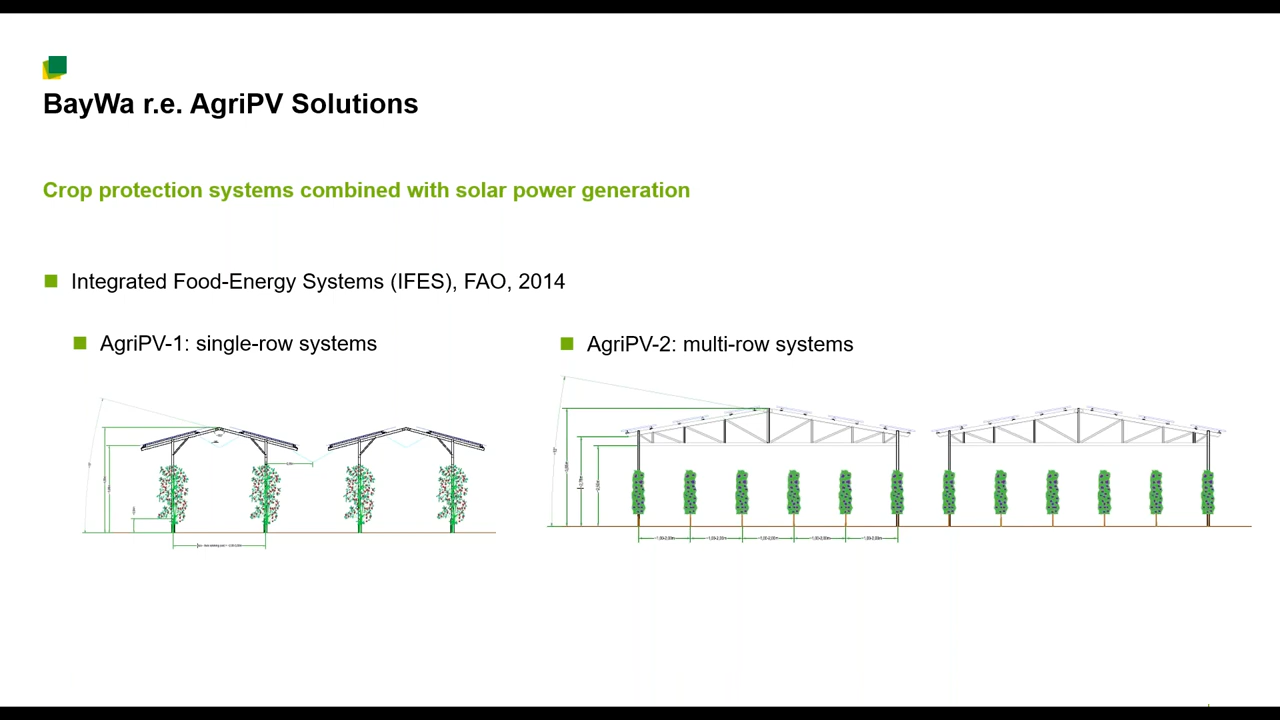 BayWa r.e. AgriPV Solutions
Crop protection systems combined with solar power generation
Integrated Food-Energy Systems (IFES), FAO, 2014
AgriPV-1: single-row systems
AgriPV-2: multi-row systems